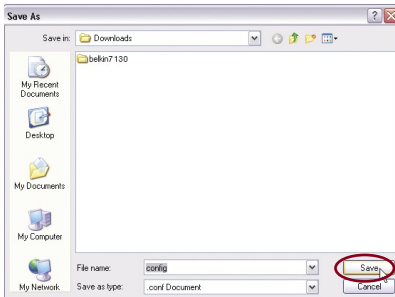 Save As
Save in: Downloads
belkin7130
My Recent
Documents
Desktop
My Documents
My Computer
My Network
File name: config Save
Save as type: .conf Document Cancel